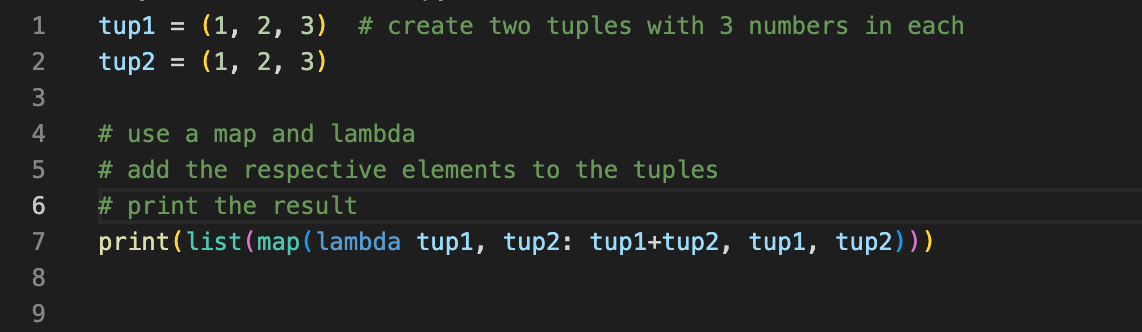 1 tup1 = (1, 2, 3)  # create two tuples with 3 numbers in each
2 tup2 = (1, 2, 3)
3
4 # use a map and lambda
5 # add the respective elements to the tuples
6 # print the result
7 print(list(map(lambda tup1, tup2: tup1+tup2, tup1, tup2)))
8
9